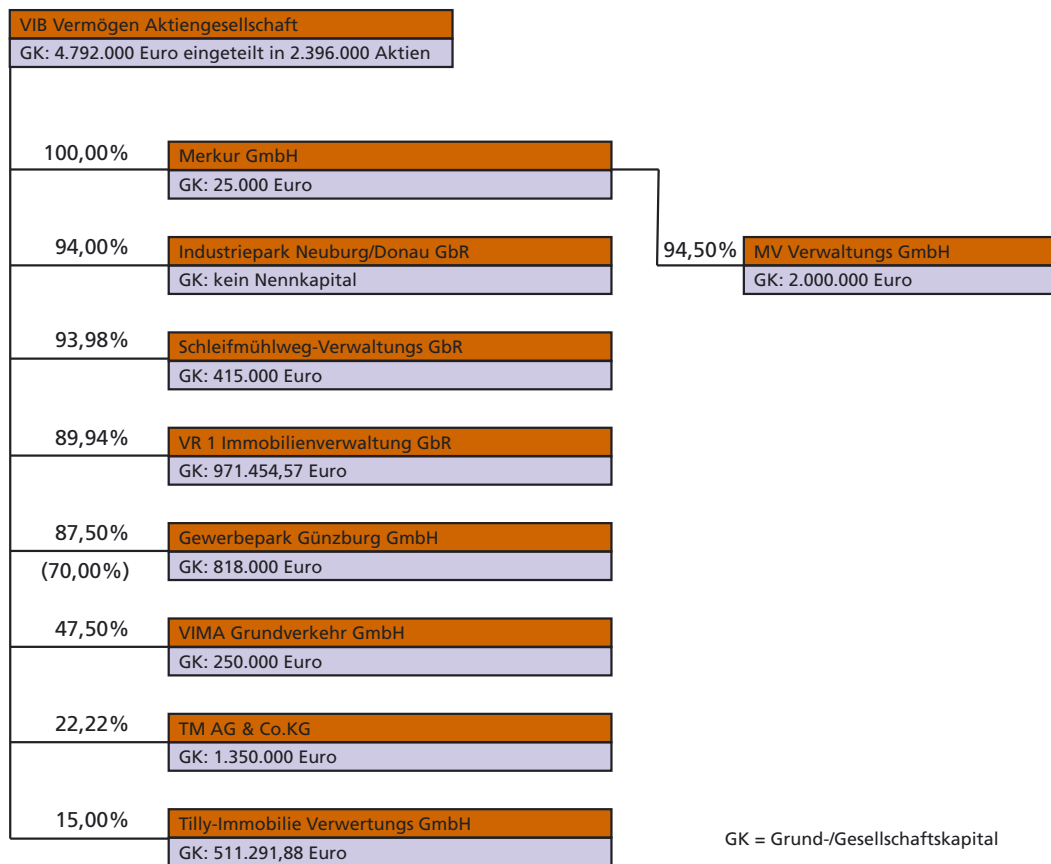 VIB Vermögen Aktiengesellschaft
GK: 4.792.000 Euro eingeteilt in 2.396.000 Aktien
100,00%
Merkur GmbH
GK: 25.000 Euro
94,00%
Industriepark Neuburg/Donau GbR
GK: kein Nennkapital
94,50%
MV Verwaltungs GmbH
GK: 2.000.000 Euro
93,98%
Schleifmühlweg-Verwaltungs GbR
GK: 415.000 Euro
89,94%
VR 1 Immobilienverwaltung GbR
GK: 971.454,57 Euro
87,50%
(70,00%)
Gewerbepark Günzburg GmbH
GK: 818.000 Euro
47,50%
VIMA Grundverkehr GmbH
GK: 250.000 Euro
22,22%
TM AG & Co.KG
GK: 1.350.000 Euro
15,00%
Tilly-Immobilie Verwertungs GmbH
GK: 511.291,88 Euro
GK = Grund-/Gesellschaftskapital